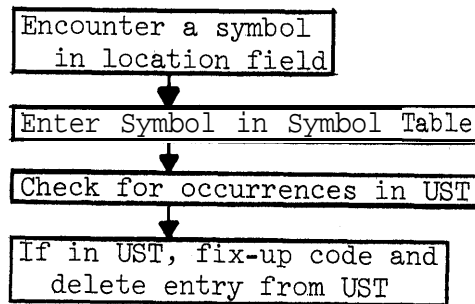 Encounter a symbol
in location field
Enter Symbol in Symbol Table
Check for occurrences in UST
If in UST, fix-up code and
delete entry from UST